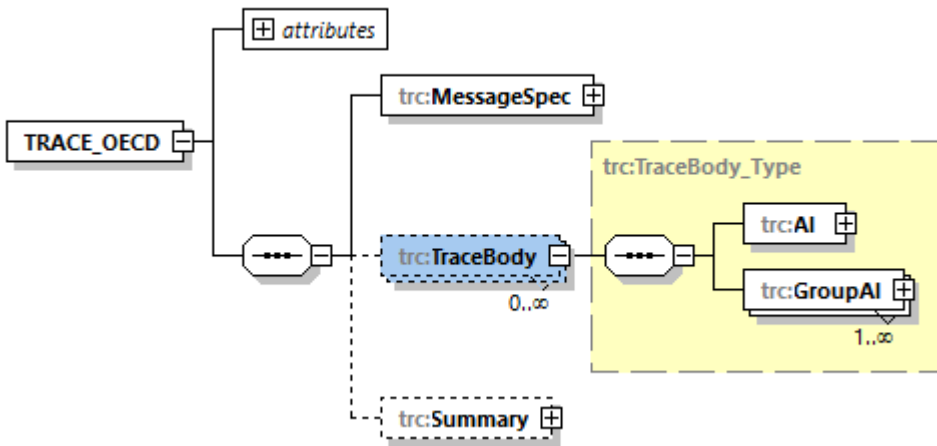 attributes
trc:MessageSpec
TRACE_OECD
trc:TraceBody_Type
trc:AI
trc:TraceBody
0..∞
trc:GroupAI
1..∞
trc:Summary